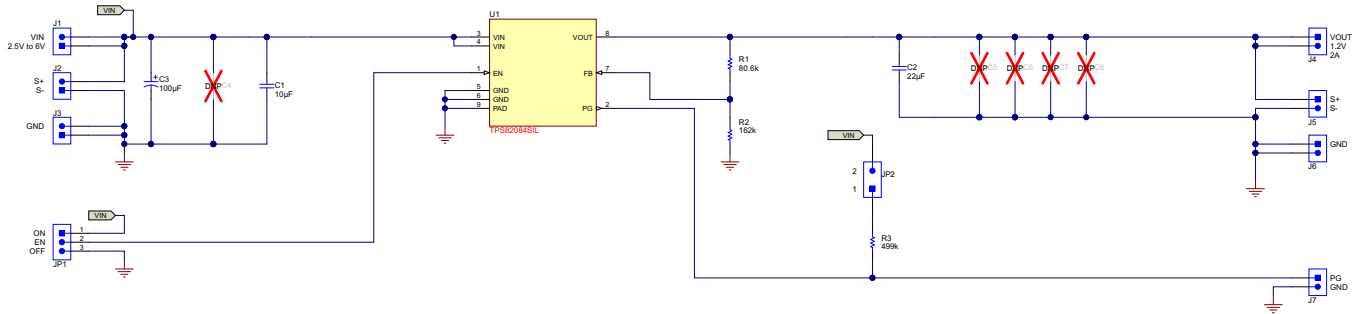 VIN
J1
VIN
2.5V to 6V
J2
S+
S-
J3
GND
C3
100µF
DNP C4
C1
10µF
U1
3 VIN
4 VIN
1 EN
5 GND
6 GND
9 PAD
VOUT 8
FB 7
PG 2
TPS82084SIL
R1
80.6k
R2
162k
C2
22µF
DNP C5
DNP C6
DNP C7
DNP C8
VOUT
1.2V
2A
J4
S+
S-
J5
GND
J6
VIN
2
1
JP2
R3
499k
VIN
ON 1
EN 2
OFF 3
JP1
PG
GND
J7